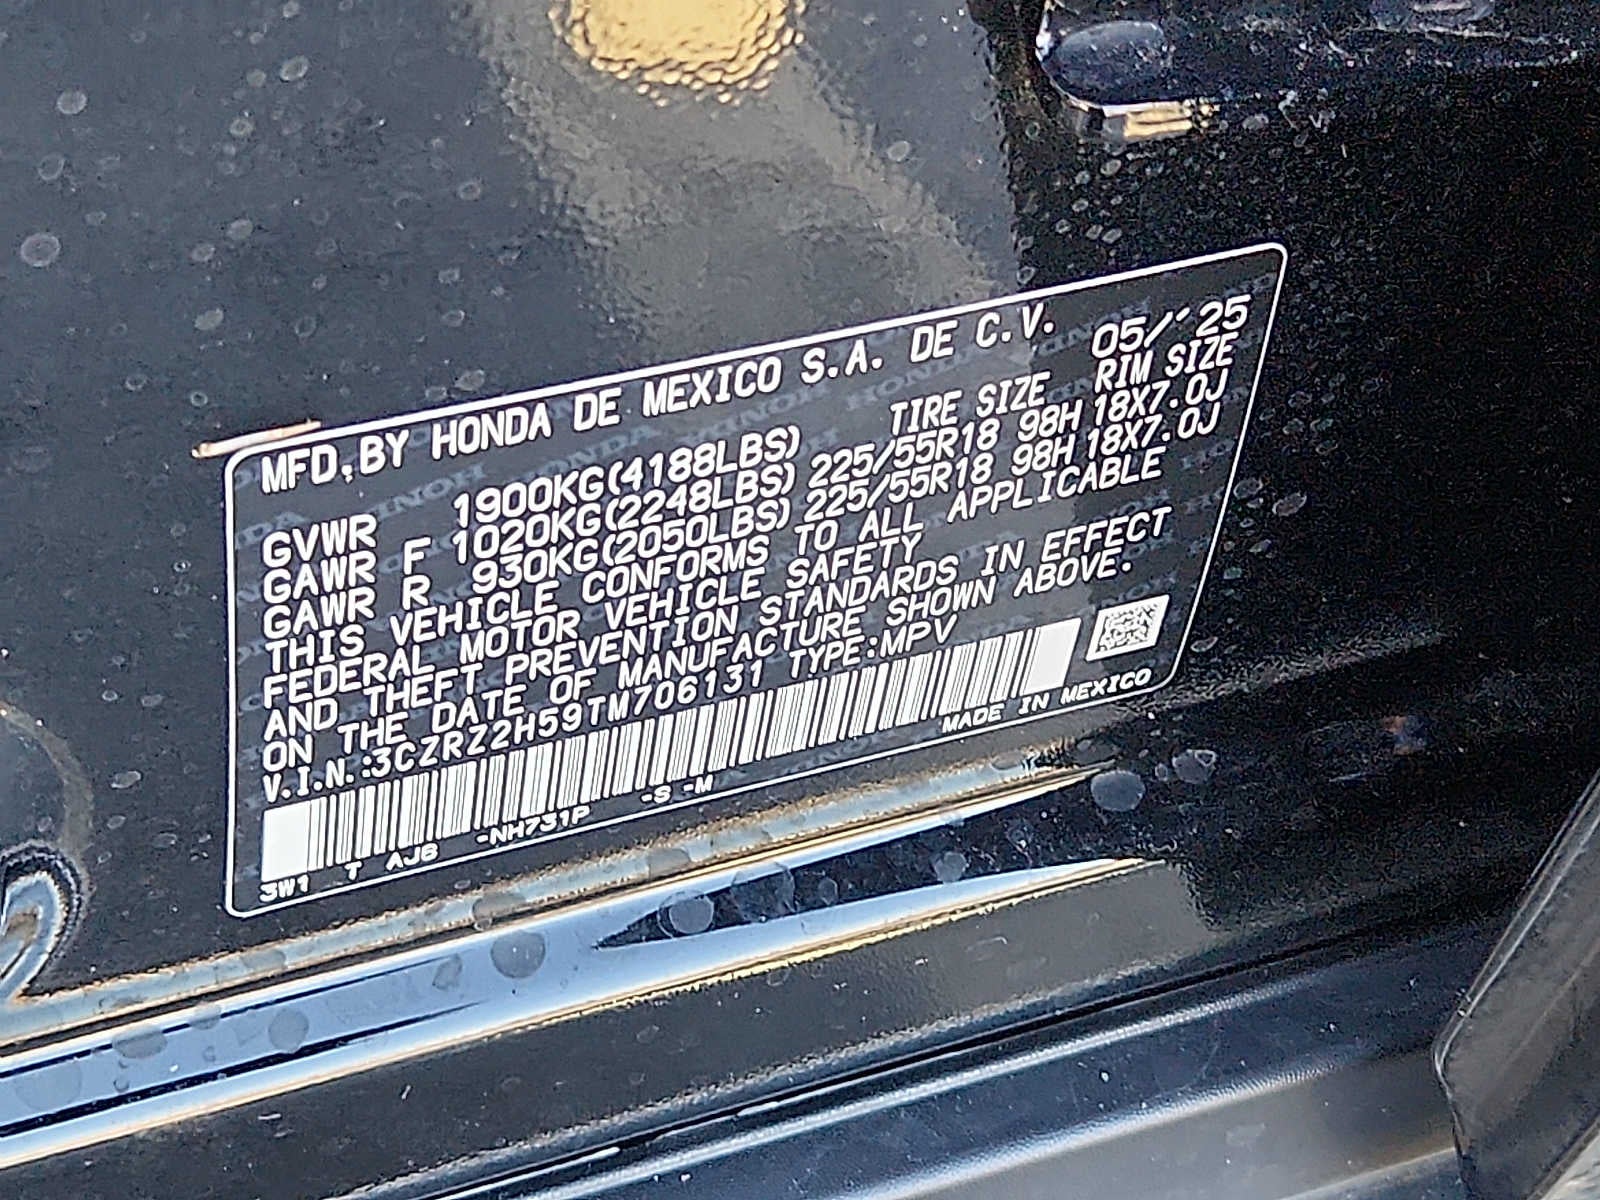 MFD.BY HONDA DE MEXICO S.A. DE C.V. 05/'25
GVWR 1900KG(4188LBS) TIRE SIZE RIM SIZE
GAWR F 1020KG(2248LBS) 225/55R18 98H 18X7.0J
GAWR R 930KG(2050LBS) 225/55R18 98H 18X7.0J
THIS VEHICLE CONFORMS TO ALL APPLICABLE
FEDERAL MOTOR VEHICLE SAFETY
AND THEFT PREVENTION STANDARDS IN EFFECT
ON THE DATE OF MANUFACTURE SHOWN ABOVE.
V.I.N.:3CZRZ2H59TM706131 TYPE:MPV
MADE IN MEXICO
3W1 T AJ6 -NH731P -S -M